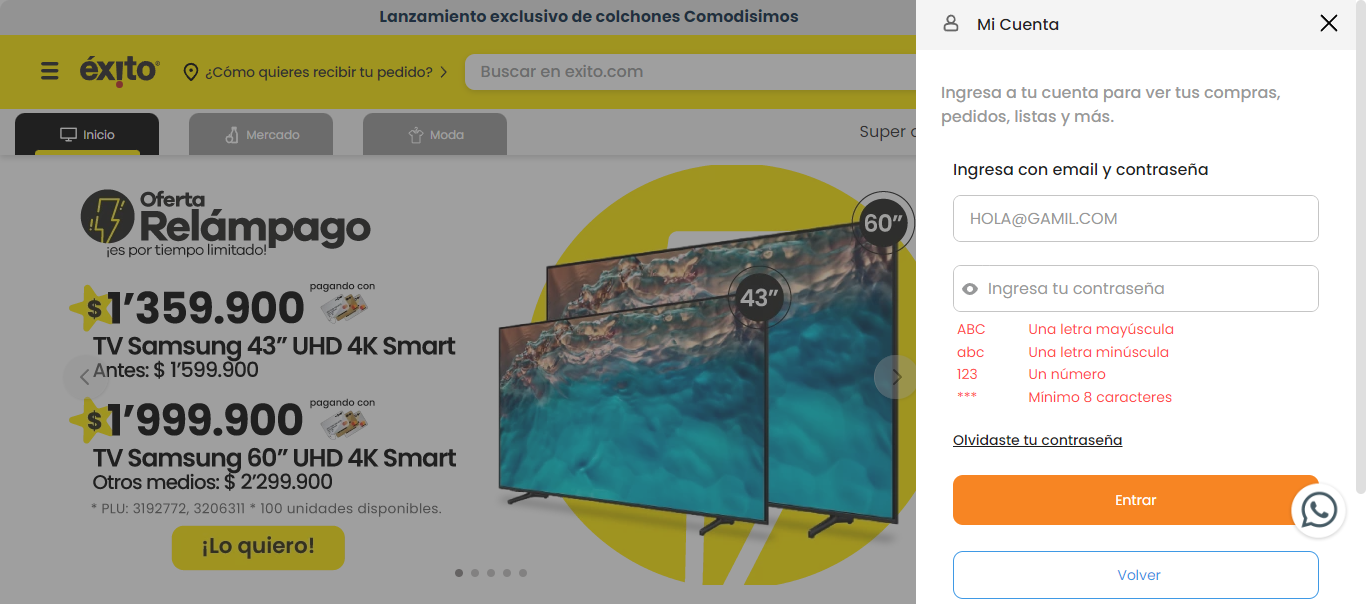 Lanzamiento exclusivo de colchones Comodisimos
éxito
¿Cómo quieres recibir tu pedido?
Buscar en exito.com
Inicio
Mercado
Moda
Super
Oferta
Relámpago
¡es por tiempo limitado!
$1’359.900
pagando con
TV Samsung 43” UHD 4K Smart
Antes: $ 1’599.900
$1’999.900
pagando con
TV Samsung 60” UHD 4K Smart
Otros medios: $ 2’299.900
* PLU: 3192772, 3206311 * 100 unidades disponibles.
¡Lo quiero!
43”
60”
Mi Cuenta
Ingresa a tu cuenta para ver tus compras,
pedidos, listas y más.
Ingresa con email y contraseña
HOLA@GAMIL.COM
Ingresa tu contraseña
ABC Una letra mayúscula
abc Una letra minúscula
123 Un número
*** Mínimo 8 caracteres
Olvidaste tu contraseña
Entrar
Volver